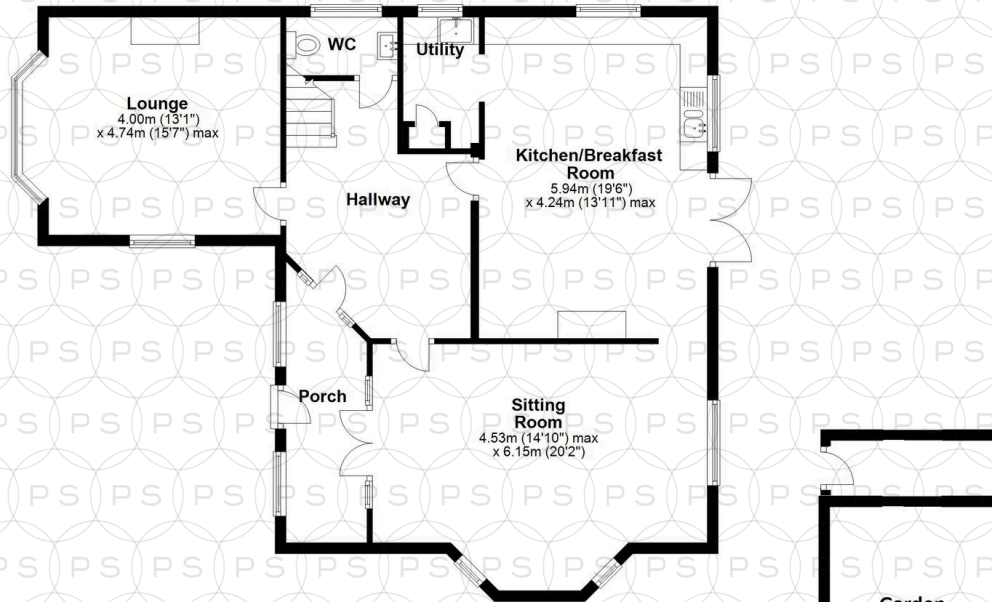 WC
Utility
Lounge
4.00m (13'1")
x 4.74m (15'7") max
Kitchen/Breakfast
Room
5.94m (19'6")
x 4.24m (13'11") max
Hallway
Porch
Sitting
Room
4.53m (14'10") max
x 6.15m (20'2")
PS